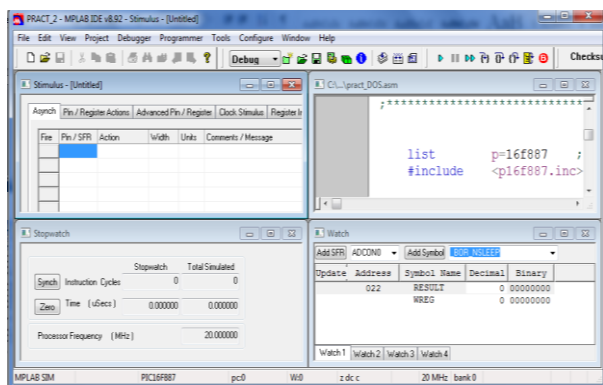 PRACT_2 - MPLAB IDE v8.92 - Stimulus - [Untitled]
File Edit View Project Debugger Programmer Tools Configure Window Help
Debug Checksu
Stimulus - [Untitled]
Asynch Pin / Register Actions Advanced Pin / Register Clock Stimulus Register In
Fire Pin / SFR Action Width Units Comments / Message
C:\...\pract_DOS.asm
;*****************************
list p=16f887 ;
#include <p16f887.inc>
Stopwatch
Stopwatch Total Simulated
Synch Instruction Cycles 0 0
Zero Time (uSecs) 0.000000 0.000000
Processor Frequency (MHz) 20.000000
Watch
Add SFR ADCON0 Add Symbol _BOR_NSLEEP
Update Address Symbol Name Decimal Binary
022 RESULT 0 00000000
WREG 0 00000000
Watch 1 Watch 2 Watch 3 Watch 4
MPLAB SIM PIC16F887 pc:0 W:0 z dc c 20 MHz bank 0